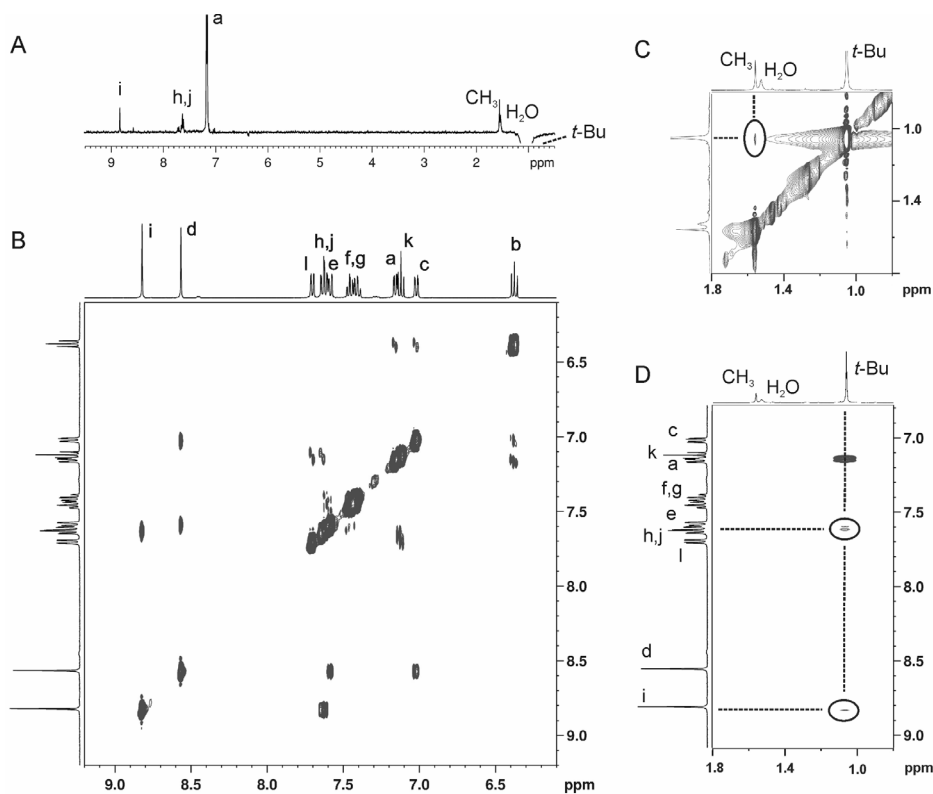 A
a
i
h,j
CH3
H2O
t-Bu
9 8 7 6 5 4 3 2 ppm
B
i d l h,j e f,g a k c b
6.5
7.0
7.5
8.0
8.5
9.0
ppm
9.0 8.5 8.0 7.5 7.0 6.5 ppm
C
CH3 H2O t-Bu
1.0
1.4
ppm
1.8 1.4 1.0 ppm
D
CH3 H2O t-Bu
c
k
a
f,g
e
h,j
l
d
i
7.0
7.5
8.0
8.5
9.0
ppm
1.8 1.4 1.0 ppm